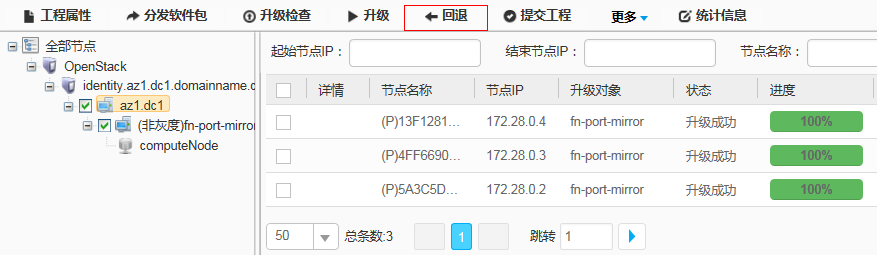 工程属性 分发软件包 升级检查 升级 回退 提交工程 更多 统计信息
全部节点
OpenStack
identity.az1.dc1.domainname.c
az1.dc1
(非灰度)fn-port-mirror
computeNode
起始节点IP： 结束节点IP： 节点名称：
详情 节点名称 节点IP 升级对象 状态 进度
(P)13F1281... 172.28.0.4 fn-port-mirror 升级成功 100%
(P)4FF6690... 172.28.0.3 fn-port-mirror 升级成功 100%
(P)5A3C5D... 172.28.0.2 fn-port-mirror 升级成功 100%
50 总条数:3 1 跳转 1